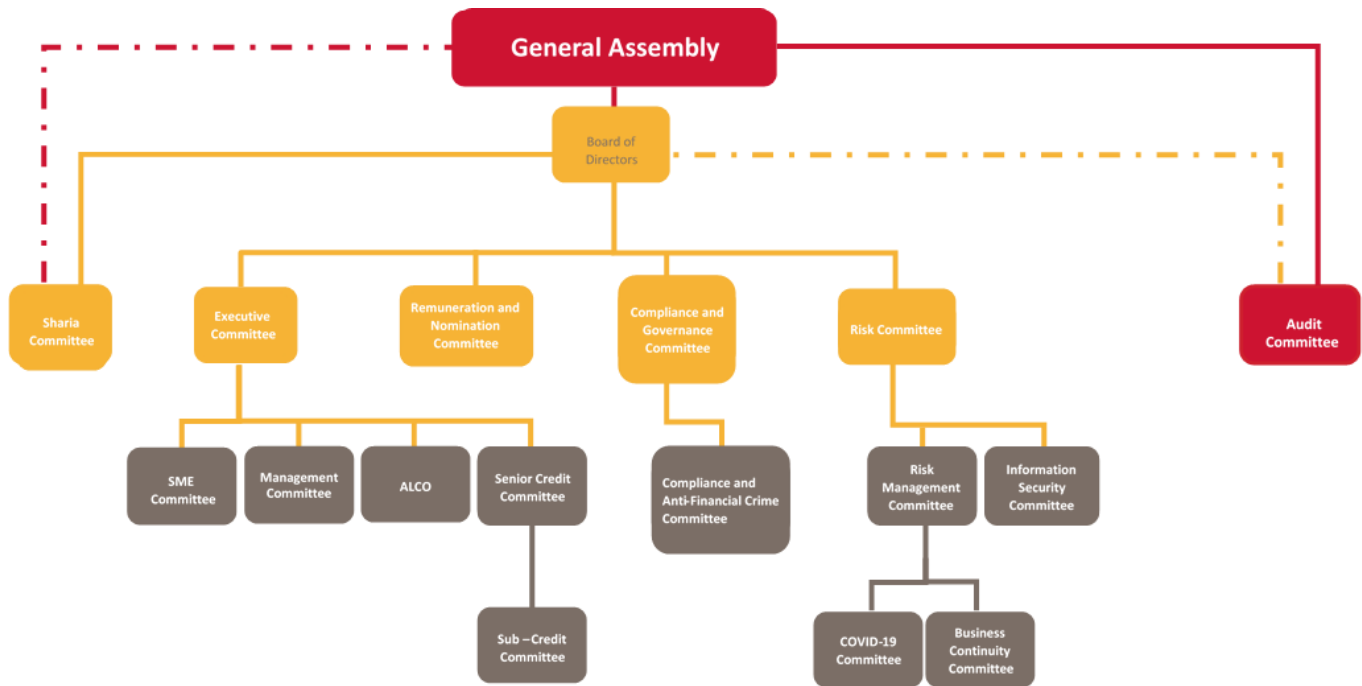 General Assembly
Board of
Directors
Sharia
Committee
Executive
Committee
Remuneration and
Nomination
Committee
Compliance and
Governance
Committee
Risk Committee
Audit
Committee
SME
Committee
Management
Committee
ALCO
Senior Credit
Committee
Compliance and
Anti-Financial Crime
Committee
Risk
Management
Committee
Information
Security
Committee
Sub –Credit
Committee
COVID-19
Committee
Business
Continuity
Committee